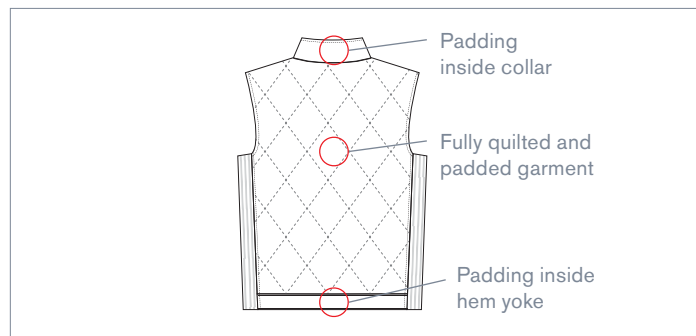 Padding
inside collar
Fully quilted and
padded garment
Padding inside
hem yoke